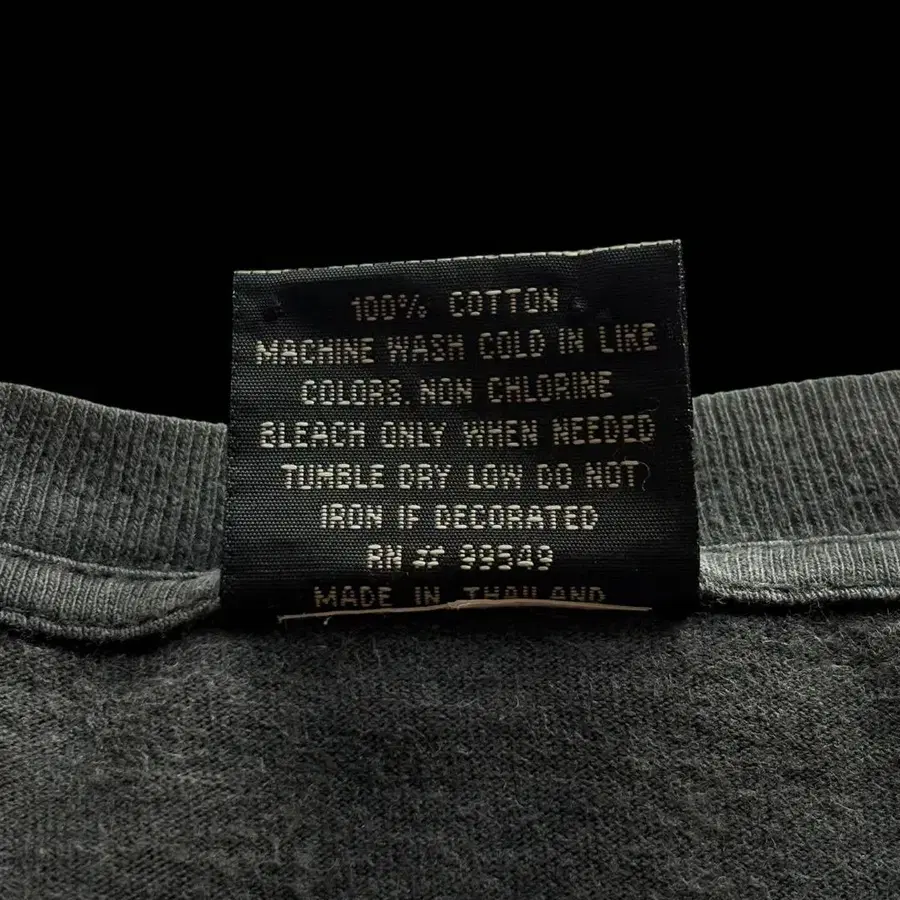 100% COTTON
MACHINE WASH COLD IN LIKE
COLORS, NON CHLORINE
BLEACH ONLY WHEN NEEDED
TUMBLE DRY LOW DO NOT
IRON IF DECORATED
RN # 99549
MADE IN THAILAND